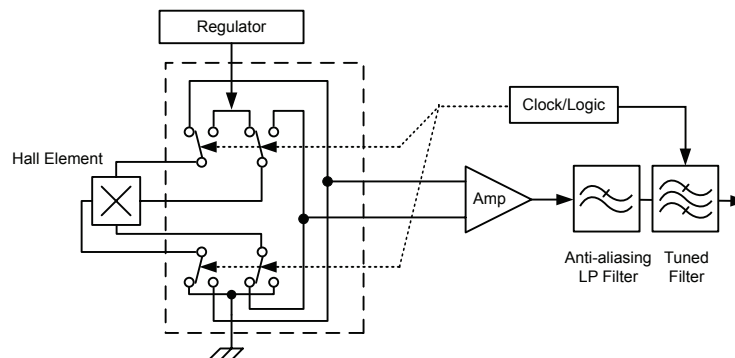 Regulator
Clock/Logic
Hall Element
Amp
Anti-aliasing
LP Filter
Tuned
Filter